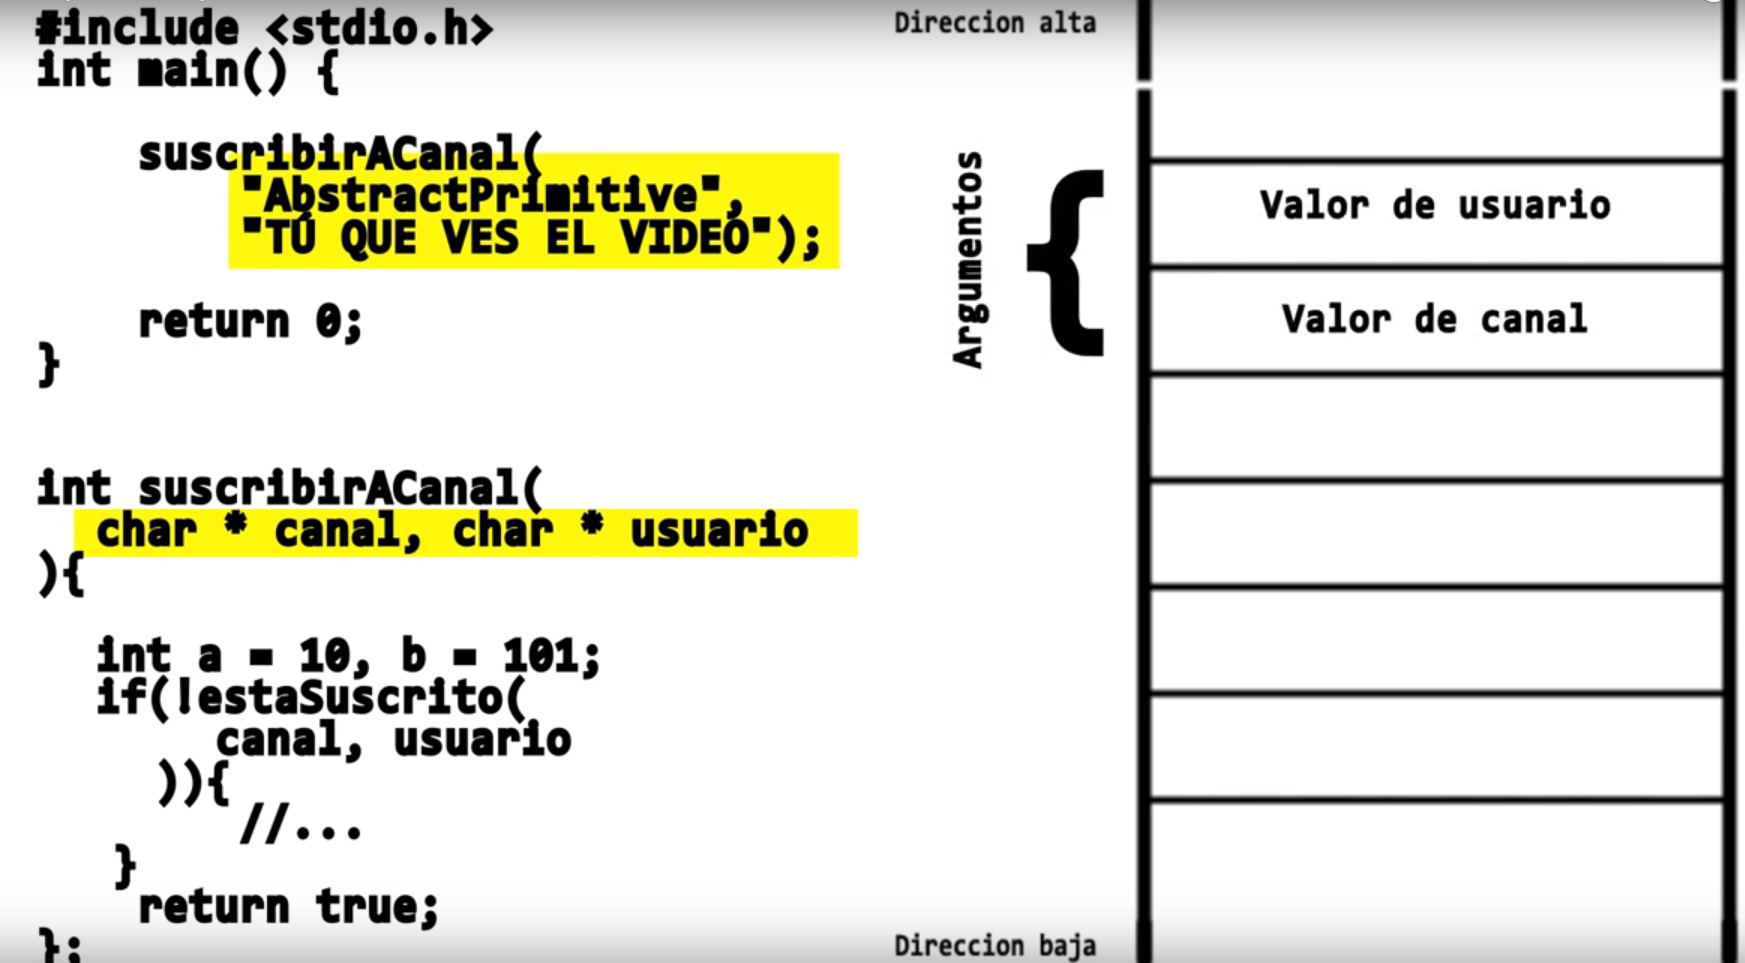 #include <stdio.h>
int main() {
suscribirACanal(
"AbstractPrimitive",
"TÚ QUE VES EL VIDEO");
return 0;
}
int suscribirACanal(
char * canal, char * usuario
){
int a = 10, b = 101;
if(!estaSuscrito(
canal, usuario
)){
//...
}
return true;
};
Direccion alta
Argumentos
{
Valor de usuario
Valor de canal
Direccion baja